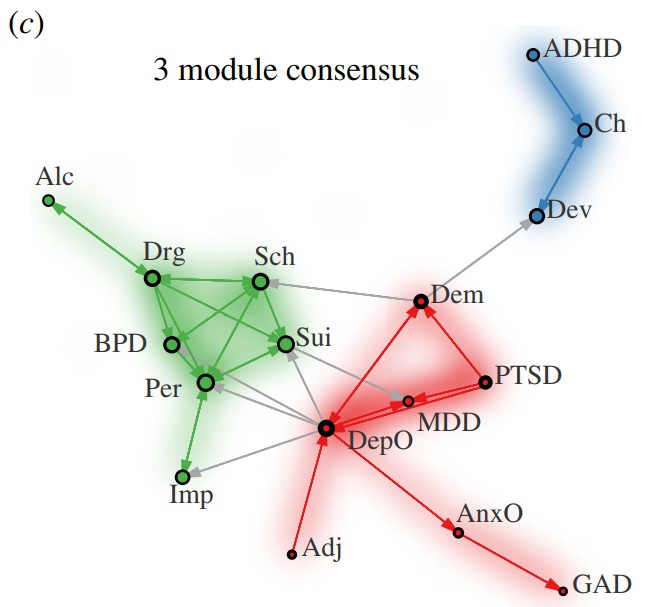 (c)
3 module consensus
ADHD
Ch
Alc
Dev
Drg
Sch
Dem
BPD
Sui
PTSD
Per
MDD
DepO
Imp
AnxO
Adj
GAD